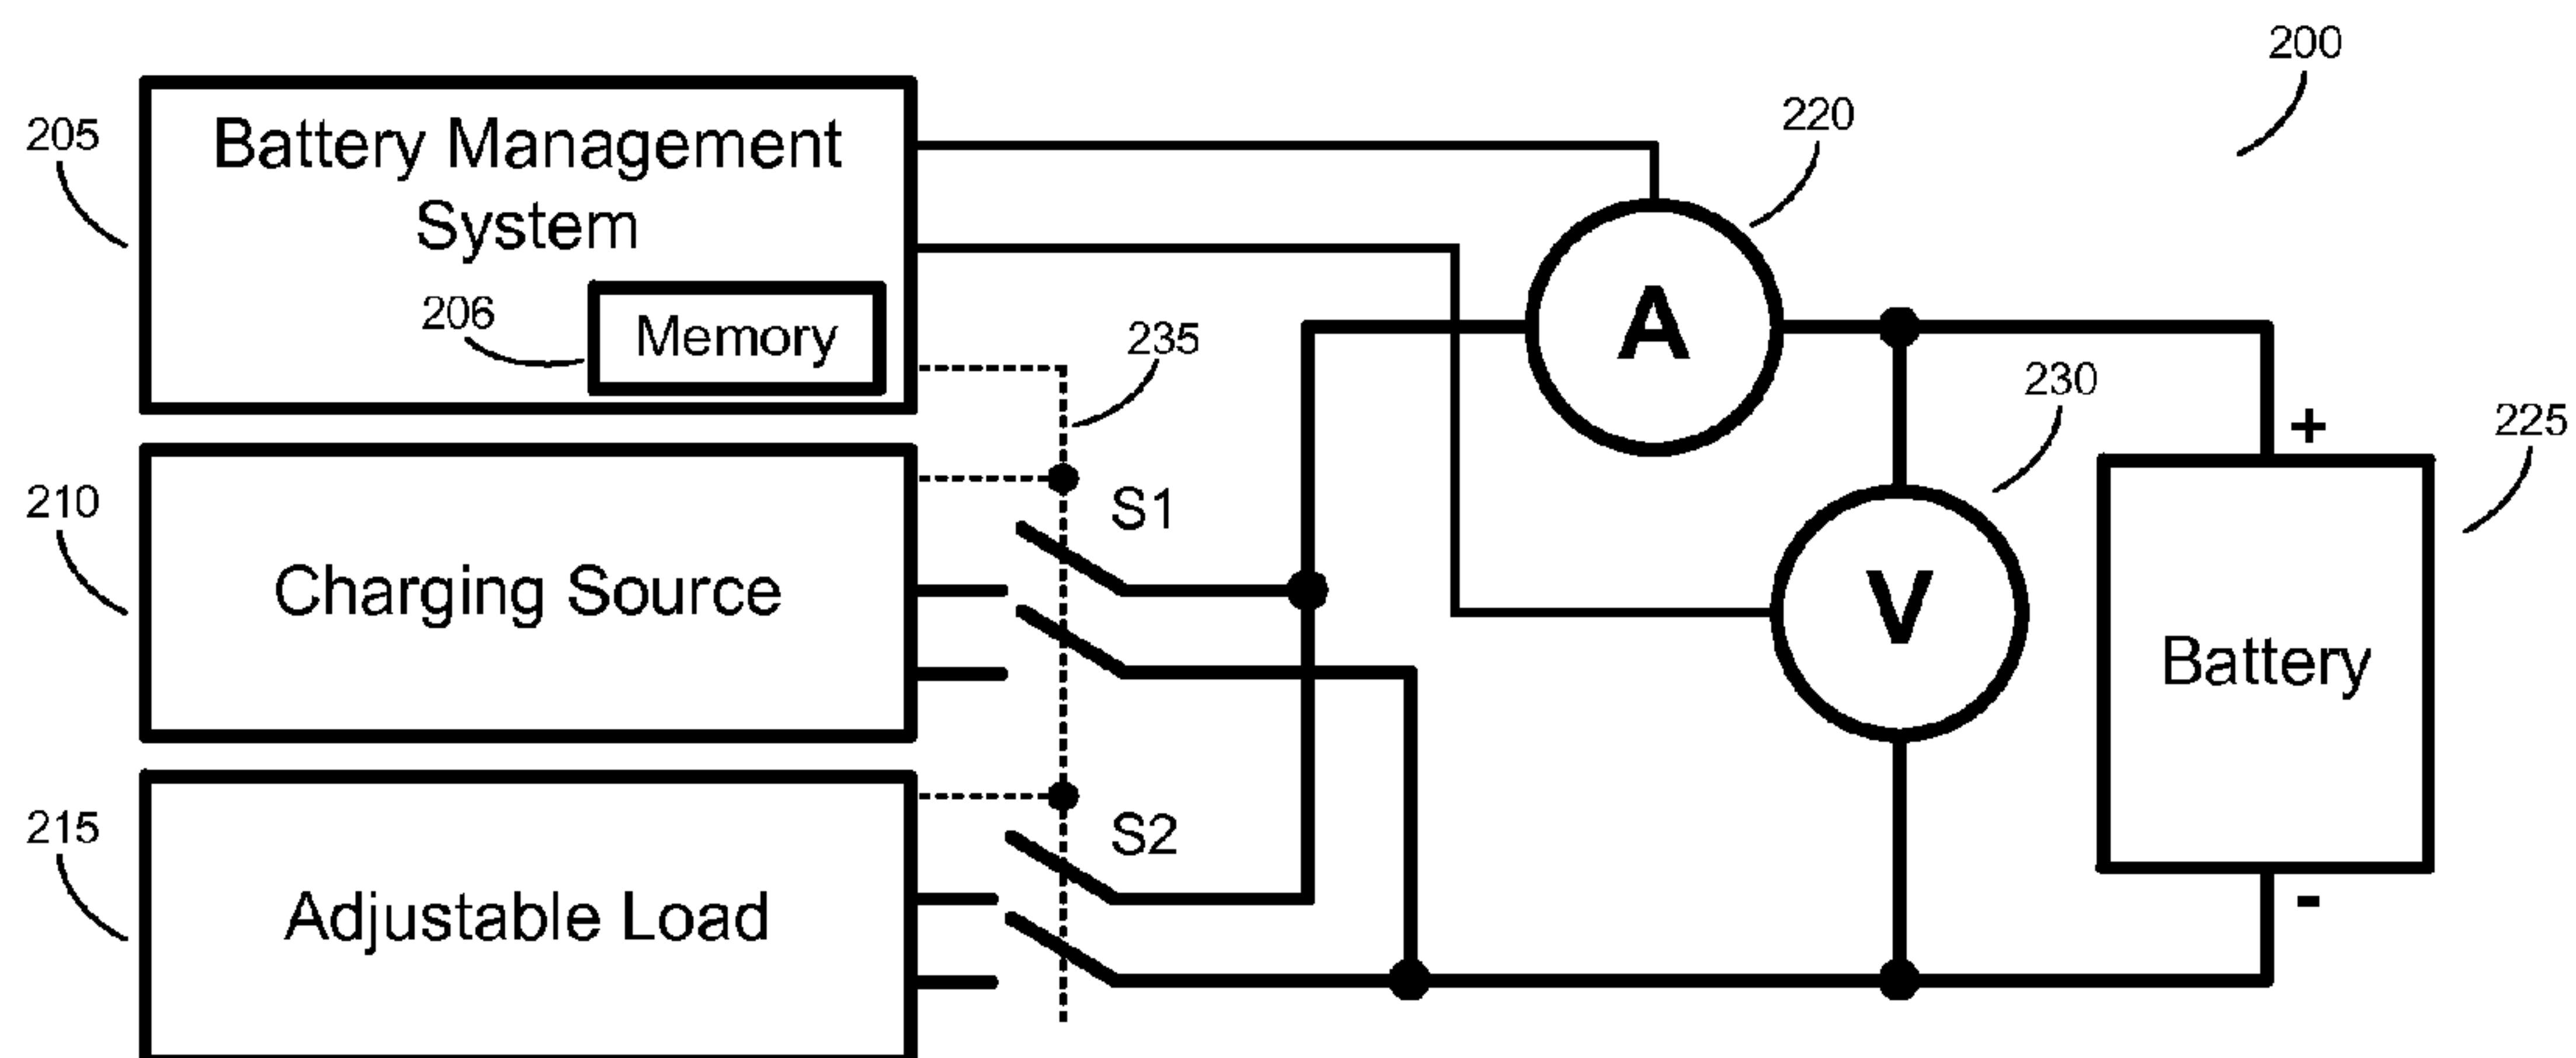 200
220
205
Battery Management
System
206
Memory
235
230
225
+
210
S1
A
Charging Source
V
Battery
215
S2
Adjustable Load
-